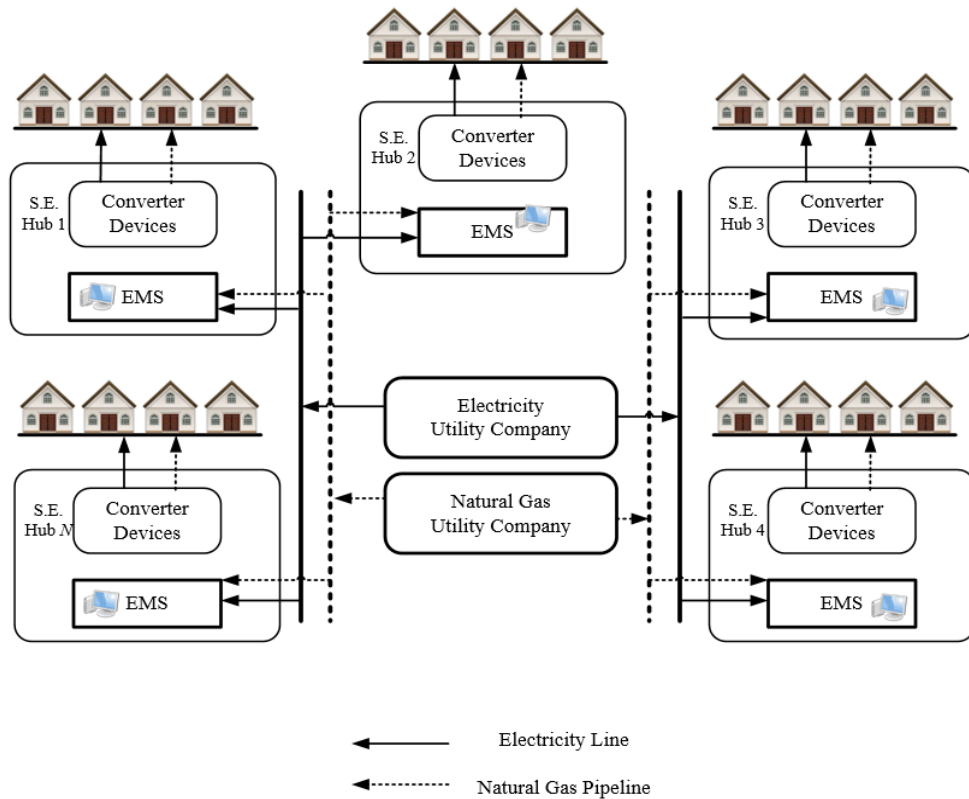 S.E.
Hub 2
Converter
Devices
EMS
S.E.
Hub 1
Converter
Devices
EMS
S.E.
Hub 3
Converter
Devices
EMS
Electricity
Utility Company
Natural Gas
Utility Company
S.E.
Hub N
Converter
Devices
EMS
S.E.
Hub 4
Converter
Devices
EMS
Electricity Line
Natural Gas Pipeline